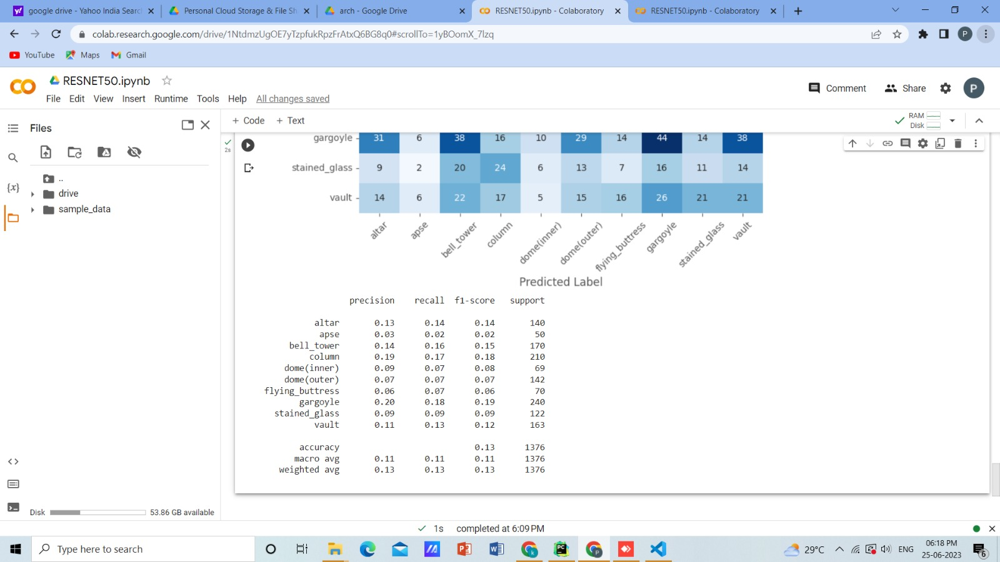 google drive - Yahoo India Searc
Personal Cloud Storage & File Sh
arch - Google Drive
RESNET50.ipynb - Colaboratory
RESNET50.ipynb - Colaboratory
colab.research.google.com/drive/1NtdmzUgOE7yTzpfukRpzFrAtxQ6BG8q0#scrollTo=1yBOomX_7lzq
P
YouTube
Maps
Gmail
RESNET50.ipynb
Comment
Share
P
File Edit View Insert Runtime Tools Help All changes saved
Files
+ Code + Text
RAM
Disk
..
drive
sample_data
{x}
2s
gargoyle 31 6 38 16 10 29 14 44 14 38
stained_glass 9 2 20 24 6 13 7 16 11 14
vault 14 6 22 17 5 15 16 26 21 21
altar apse bell_tower column dome(inner) dome(outer) flying_buttress gargoyle stained_glass vault
Predicted Label
precision recall f1-score support
altar 0.13 0.14 0.14 140
apse 0.03 0.02 0.02 50
bell_tower 0.14 0.16 0.15 170
column 0.19 0.17 0.18 210
dome(inner) 0.09 0.07 0.08 69
dome(outer) 0.07 0.07 0.07 142
flying_buttress 0.06 0.07 0.06 70
gargoyle 0.20 0.18 0.19 240
stained_glass 0.09 0.09 0.09 122
vault 0.11 0.13 0.12 163
accuracy 0.13 1376
macro avg 0.11 0.11 0.11 1376
weighted avg 0.13 0.13 0.13 1376
Disk 53.86 GB available
1s completed at 6:09 PM
Type here to search
29°C
ENG
06:18 PM
25-06-2023
6